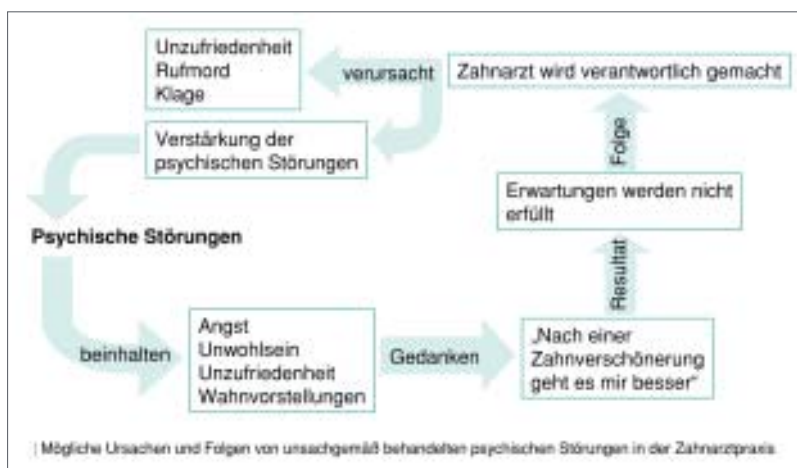 Unzufriedenheit
Rufmord
Klage
verursacht
Zahnarzt wird verantwortlich gemacht
Verstärkung der
psychischen Störungen
Folge
Erwartungen werden nicht
erfüllt
Psychische Störungen
Resultat
beinhalten
Angst
Unwohlsein
Unzufriedenheit
Wahnvorstellungen
Gedanken
„Nach einer
Zahnverschönerung
geht es mir besser“
| Mögliche Ursachen und Folgen von unsachgemäß behandelten psychischen Störungen in der Zahnarztpraxis